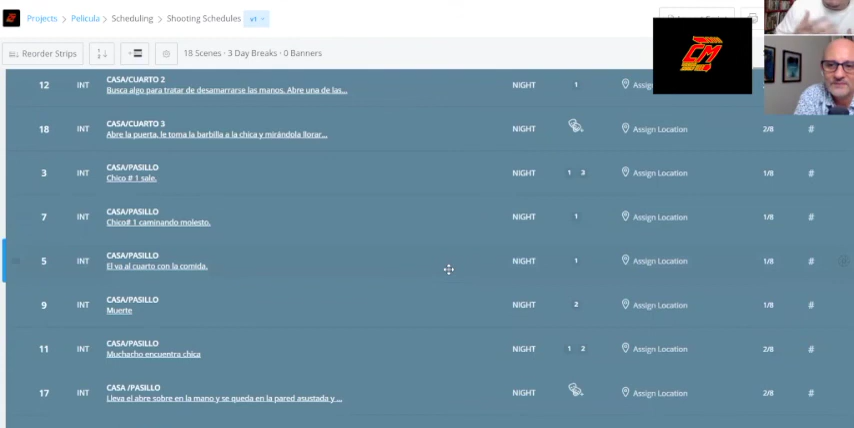 Projects > Pelicula > Scheduling > Shooting Schedules v1
Reorder Strips 18 Scenes · 3 Day Breaks · 0 Banners
CM
12 INT CASA/CUARTO 2 NIGHT 1 Assign
Busca algo para tratar de desamarrarse las manos. Abre una de las...
18 INT CASA/CUARTO 3 NIGHT Assign Location 2/8 #
Abre la puerta, le toma la barbilla a la chica y mirándola llorar...
3 INT CASA/PASILLO NIGHT 1 3 Assign Location 1/8 #
Chico # 1 sale.
7 INT CASA/PASILLO NIGHT 1 Assign Location 1/8 #
Chico# 1 caminando molesto.
5 INT CASA/PASILLO NIGHT 1 Assign Location 1/8 #
El va al cuarto con la comida.
9 INT CASA/PASILLO NIGHT 2 Assign Location 1/8 #
Muerte
11 INT CASA/PASILLO NIGHT 1 2 Assign Location 2/8 #
Muchacho encuentra chica
17 INT CASA /PASILLO NIGHT Assign Location 2/8 #
Lleva el abre sobre en la mano y se queda en la pared asustada y ...